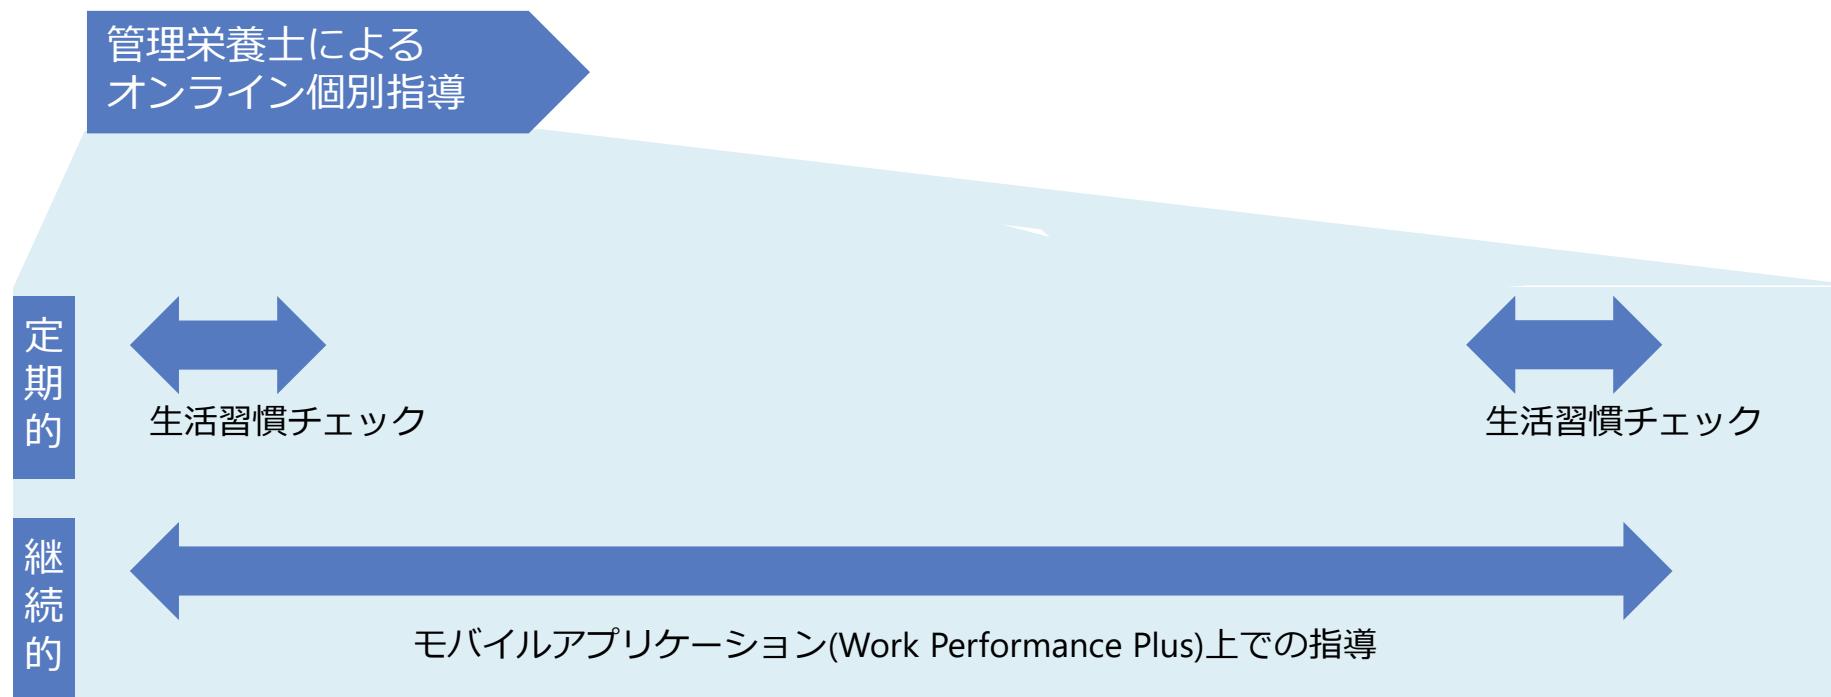 管理栄養士による
オンライン個別指導
定期的
生活習慣チェック
生活習慣チェック
継続的
モバイルアプリケーション(Work Performance Plus)上での指導